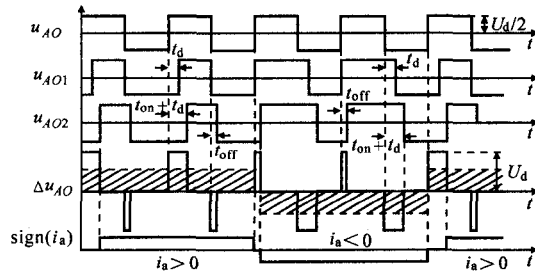 u_AO
U_d/2
t
t_d
u_AO1
t
t_off
t_on + t_d
u_AO2
t
t_off
t_on + t_d
U_d
Δu_AO
t
sign(i_a)
i_a<0
t
i_a>0
i_a>0